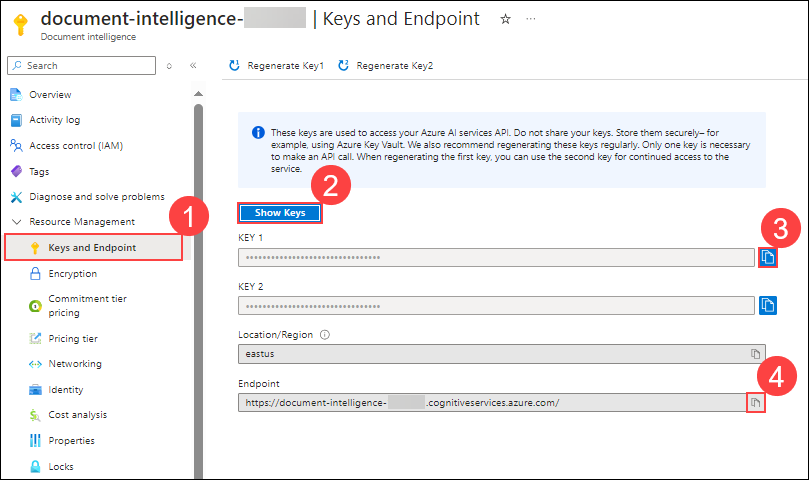 document-intelligence- | Keys and Endpoint
Document intelligence
Search
Regenerate Key1
Regenerate Key2
Overview
Activity log
Access control (IAM)
Tags
Diagnose and solve problems
Resource Management
Keys and Endpoint
Encryption
Commitment tier
pricing
Pricing tier
Networking
Identity
Cost analysis
Properties
Locks
1
These keys are used to access your Azure AI services API. Do not share your keys. Store them securely– for
example, using Azure Key Vault. We also recommend regenerating these keys regularly. Only one key is necessary
to make an API call. When regenerating the first key, you can use the second key for continued access to the
service.
2
Show Keys
3
KEY 1
••••••••••••••••••••••••••••••••
KEY 2
••••••••••••••••••••••••••••••••
Location/Region
eastus
4
Endpoint
https://document-intelligence- .cognitiveservices.azure.com/